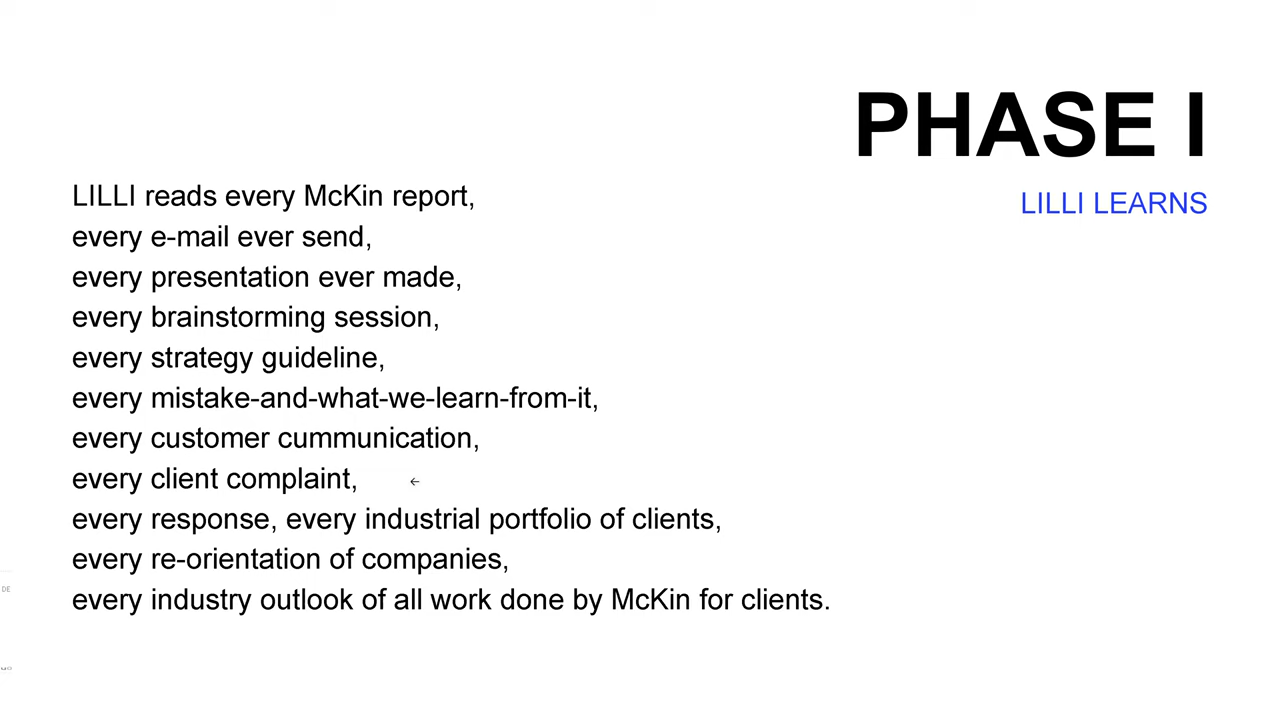 PHASE I
LILLI LEARNS
LILLI reads every McKin report,
every e-mail ever send,
every presentation ever made,
every brainstorming session,
every strategy guideline,
every mistake-and-what-we-learn-from-it,
every customer cummunication,
every client complaint, ←
every response, every industrial portfolio of clients,
every re-orientation of companies,
every industry outlook of all work done by McKin for clients.
DE